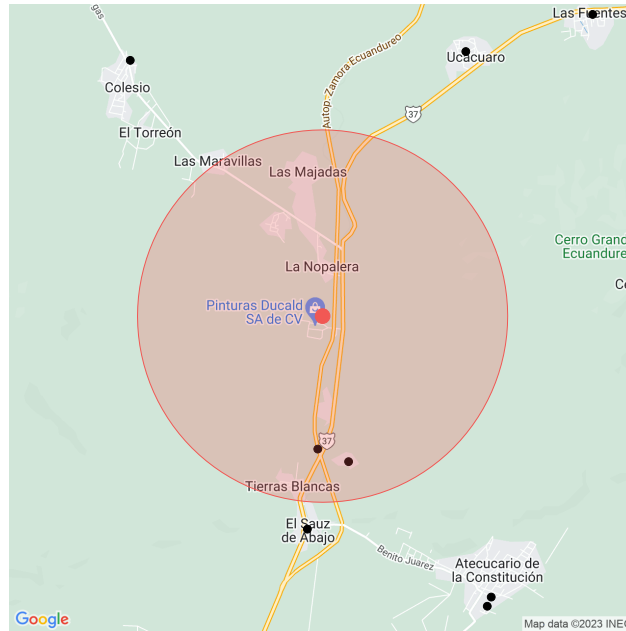 gas
Las Fuentes
Ucacuaro
Autop. Zamora Ecuandureo
Colesio
37
El Torreón
Las Maravillas
Las Majadas
Cerro Grand
Ecuandure
La Nopalera
Ce
Pinturas Ducald
SA de CV
37
Tierras Blancas
El Sauz
de Abajo
Benito Juarez
Atecucario de
la Constitución
Google
Map data ©2023 INEG